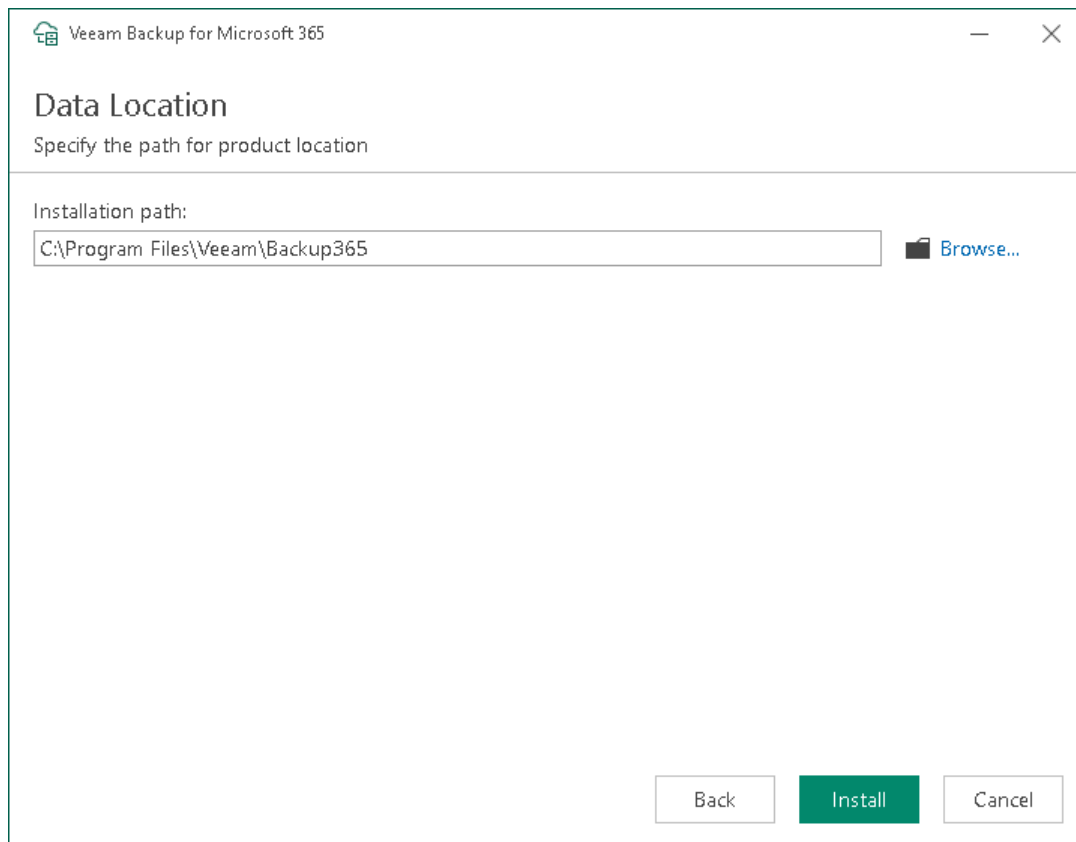 Veeam Backup for Microsoft 365
Data Location
Specify the path for product location
Installation path:
C:\Program Files\Veeam\Backup365
Browse...
Back
Install
Cancel